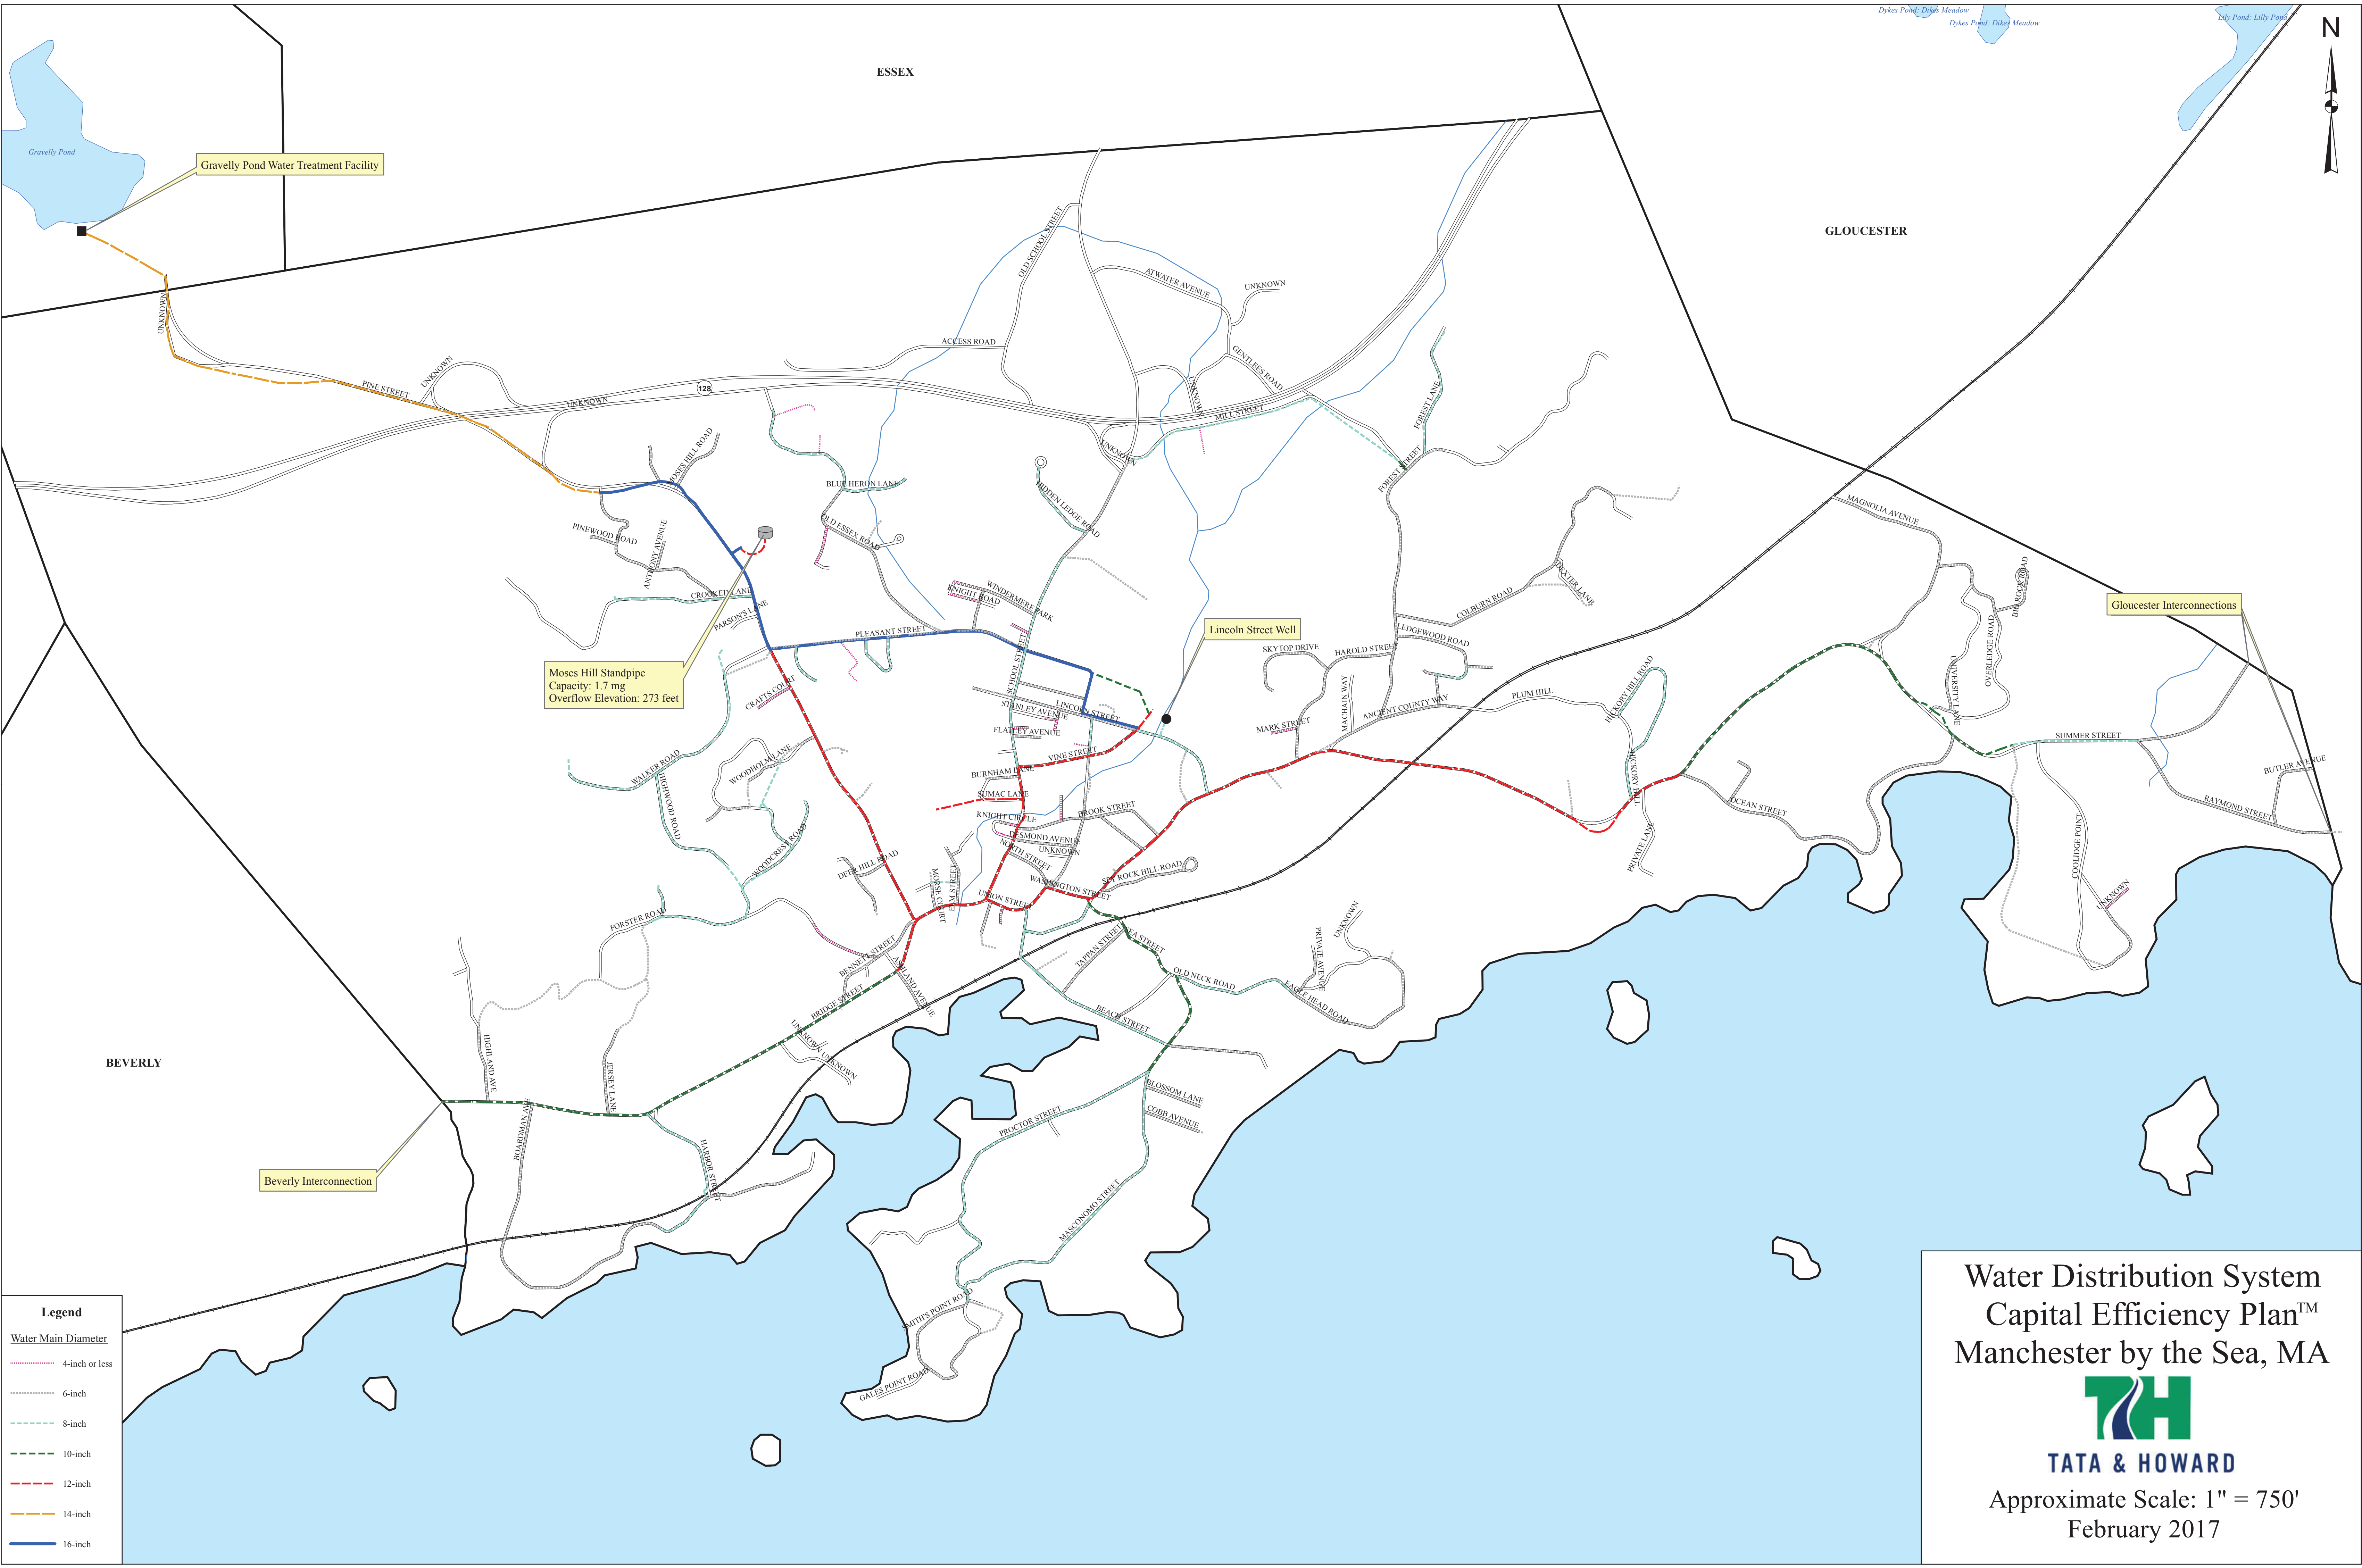 Dykes Pond: Dikes Meadow
Dykes Pond: Dikes Meadow
Lily Pond: Lilly Pond
N
ESSEX
Gravelly Pond
Gravelly Pond Water Treatment Facility
GLOUCESTER
OLD SCHOOL STREET
ATWATER AVENUE
UNKNOWN
UNKNOWN
ACCESS ROAD
GENTLEES ROAD
UNKNOWN
PINE STREET
UNKNOWN
128
UNKNOWN
MILL STREET
FOREST LANE
UNKNOWN
MOSES HILL ROAD
FOREST STREET
BLUE HERON LANE
HIDDEN LEDGE ROAD
MAGNOLIA AVENUE
PINEWOOD ROAD
ANTHONY AVENUE
OLD ESSEX ROAD
CROOKED LANE
PARSON'S LANE
WINDERMERE PARK
KNIGHT ROAD
DEXTER LANE
COLBURN ROAD
BIG ROCK ROAD
Gloucester Interconnections
Lincoln Street Well
PLEASANT STREET
LEDGEWOOD ROAD
SKYTOP DRIVE
HAROLD STREET
OVERLEDGE ROAD
UNIVERSITY LANE
Moses Hill Standpipe
Capacity: 1.7 mg
Overflow Elevation: 273 feet
CRAFTS COURT
SCHOOL STREET
LINCOLN STREET
STANLEY AVENUE
FLATLEY AVENUE
MACHAIN WAY
ANCIENT COUNTY WAY
PLUM HILL
HICKORY HILL ROAD
MARK STREET
SUMMER STREET
WALKER ROAD
WOODHOLM LANE
VINE STREET
BURNHAM LANE
SUMAC LANE
HICKORY HILL
BUTLER AVENUE
HIGHWOOD ROAD
KNIGHT CIRCLE
BROOK STREET
OCEAN STREET
RAYMOND STREET
WOODCREST ROAD
DESMOND AVENUE
UNKNOWN
NORTH STREET
PRIVATE LANE
COOLIDGE POINT
DEER HILL ROAD
MORSE COURT
ELM STREET
WASHINGTON STREET
SKY ROCK HILL ROAD
UNION STREET
UNKNOWN
FORSTER ROAD
BENNETT STREET
ASHLAND AVENUE
TAPPAN STREET
SEA STREET
PRIVATE AVENUE
UNKNOWN
OLD NECK ROAD
EAGLE HEAD ROAD
BRIDGE STREET
UNKNOWN
UNKNOWN
BEACH STREET
BEVERLY
HIGHLAND AVE
JERSEY LANE
BOARDMAN AVE
BLOSSOM LANE
COBB AVENUE
PROCTOR STREET
HARBOR STREET
Beverly Interconnection
MASCONOMO STREET
SMITH'S POINT ROAD
GALES POINT ROAD
Legend
Water Main Diameter
4-inch or less
6-inch
8-inch
10-inch
12-inch
14-inch
16-inch
Water Distribution System
Capital Efficiency Plan™
Manchester by the Sea, MA
TH
TATA & HOWARD
Approximate Scale: 1" = 750'
February 2017